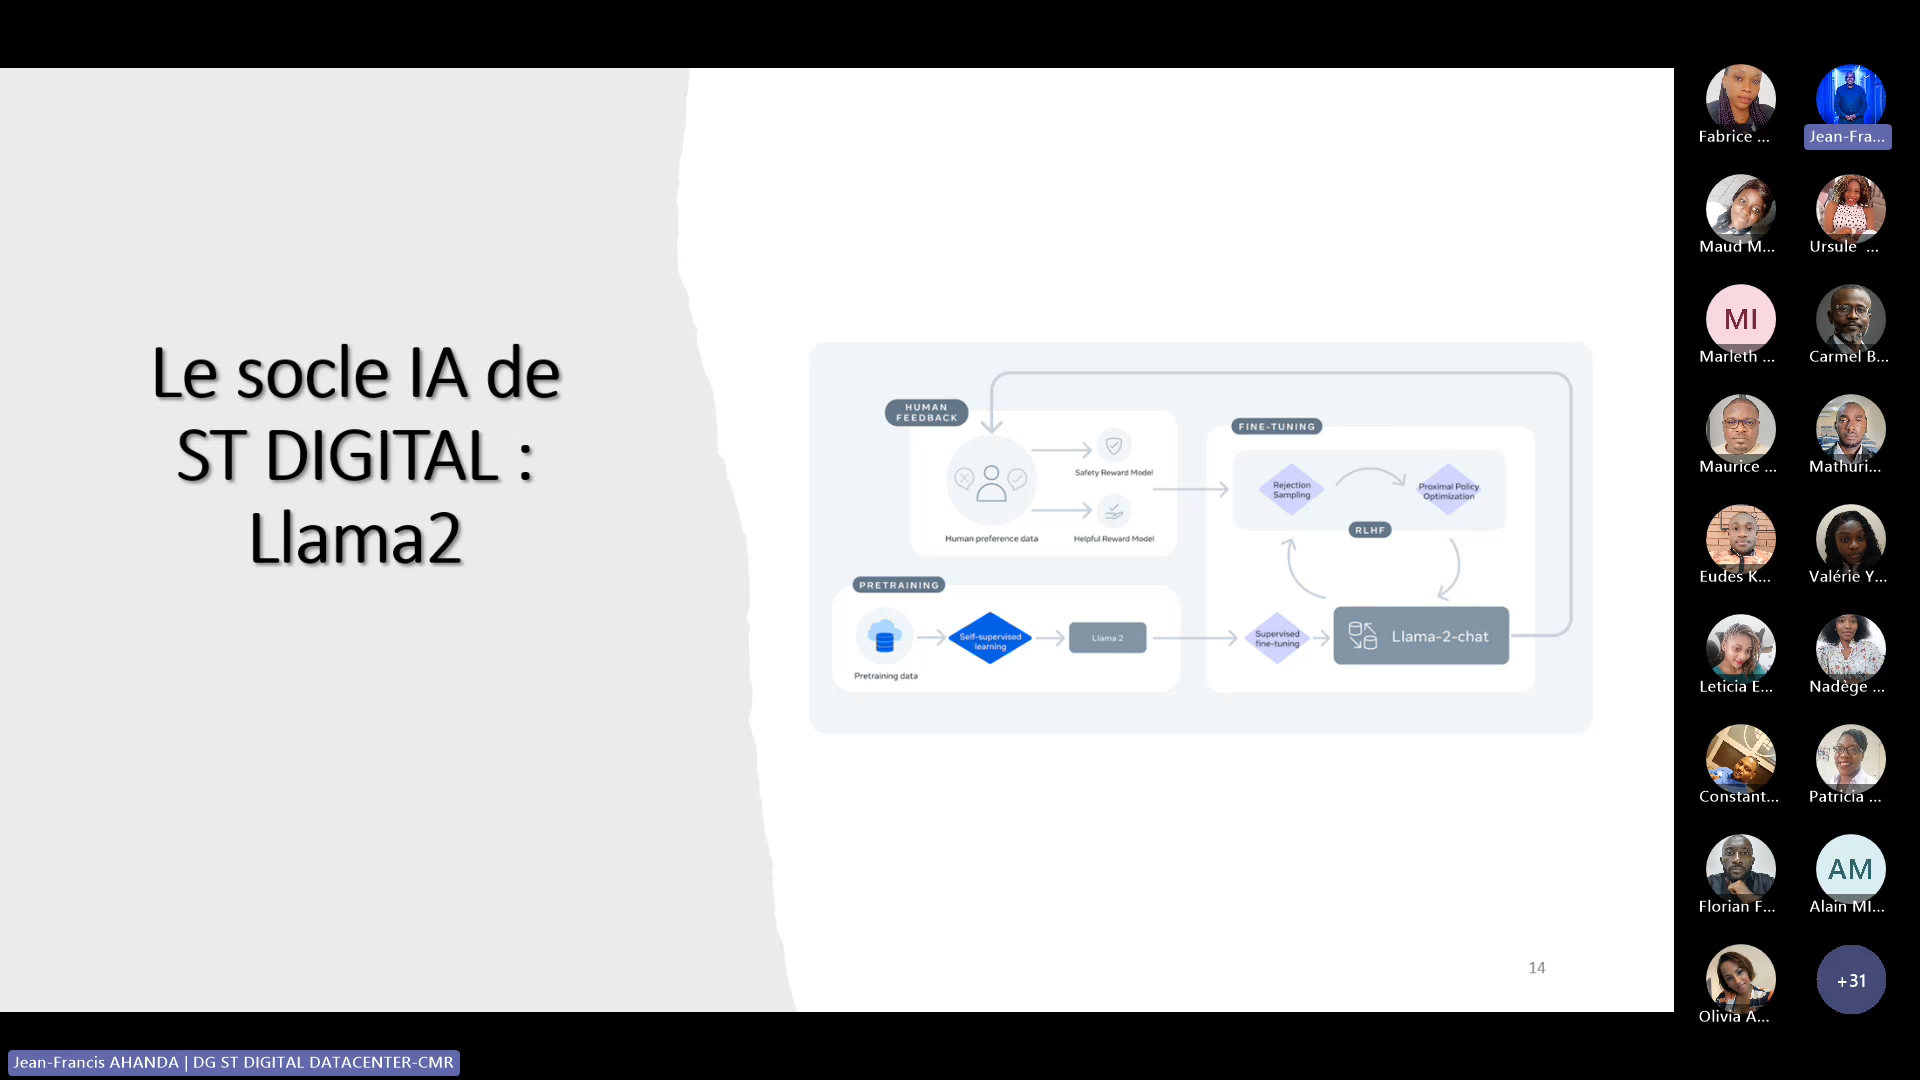 Le socle IA de
ST DIGITAL :
Llama2
HUMAN
FEEDBACK
Safety Reward Model
Human preference data
Helpful Reward Model
FINE-TUNING
Rejection
Sampling
Proximal Policy
Optimization
RLHF
PRETRAINING
Self-supervised
learning
Llama 2
Pretraining data
Supervised
fine-tuning
Llama-2-chat
14
Fabrice ...
Jean-Fra...
Maud M...
Ursule ...
MI
Marleth ...
Carmel B...
Maurice ...
Mathuri...
Eudes K...
Valérie Y...
Leticia E...
Nadège ...
Constant...
Patricia ...
Florian F...
AM
Alain MI...
Olivia A...
+31
Jean-Francis AHANDA | DG ST DIGITAL DATACENTER-CMR